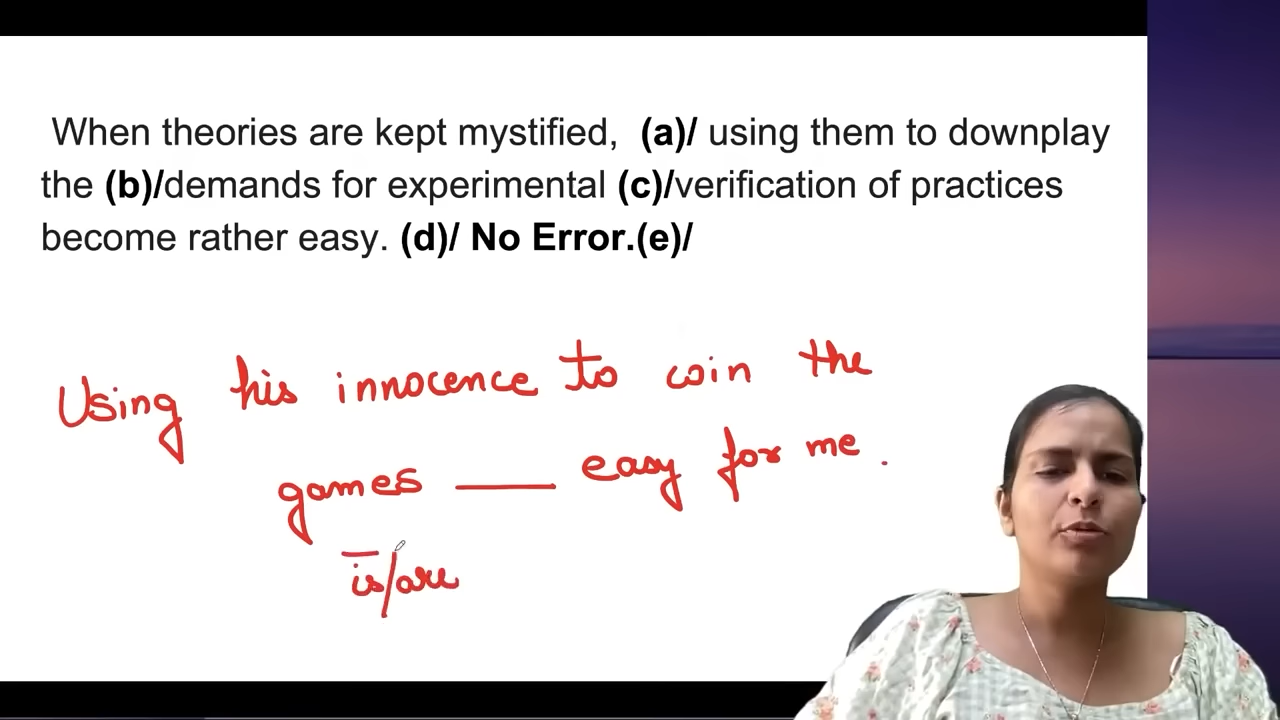 When theories are kept mystified, (a)/ using them to downplay
the (b)/demands for experimental (c)/verification of practices
become rather easy. (d)/ No Error.(e)/
Using his innocence to win the
games ___ easy for me .
is/are